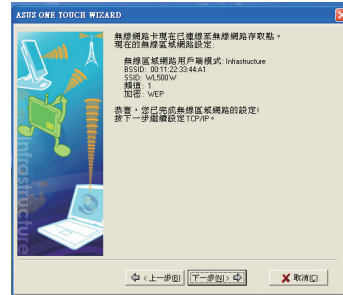 ASUS ONE TOUCH WIZARD
無線網路卡現在已連線至無線網路存取點。
現在的無線區域網路設定:
無線區域網路用戶端模式: Infrastucture
BSSID: 00:11:22:33:44:A1
SSID: WL500W
頻道: 1
加密: WEP
恭喜,您已完成無線區域網路的設定!
按下一步繼續設定TCP/IP。
Infrastructure
<上一步(B)
下一步(N)>
取消(C)